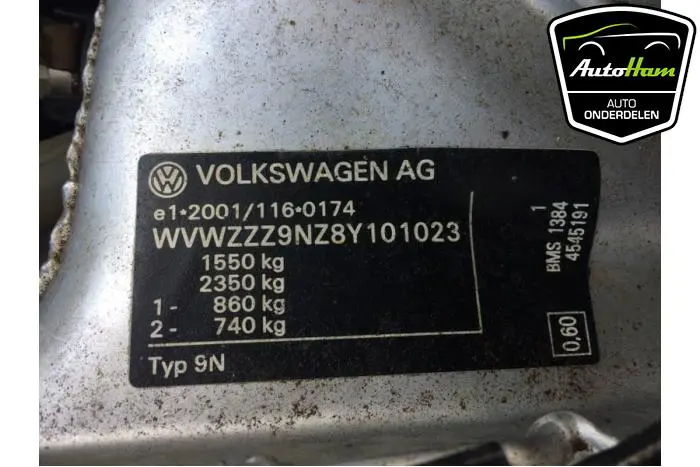 VOLKSWAGEN AG
e1*2001/116*0174
WVWZZZ9NZ8Y101023
1550 kg
2350 kg
1- 860 kg
2- 740 kg
Typ 9N
1
BMS 1384
4545191
0,60
AutoHam
AUTO
ONDERDELEN